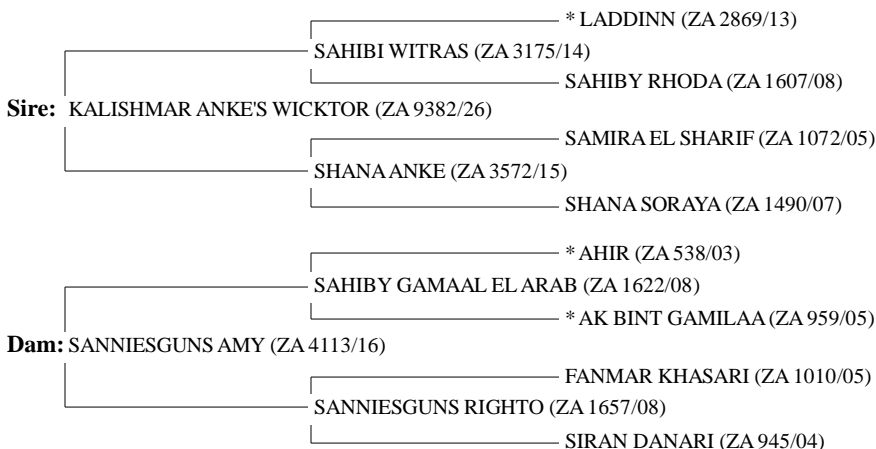 * LADDINN (ZA 2869/13)
SAHIBI WITRAS (ZA 3175/14)
SAHIBY RHODA (ZA 1607/08)
Sire: KALISHMAR ANKE'S WICKTOR (ZA 9382/26)
SAMIRA EL SHARIF (ZA 1072/05)
SHANA ANKE (ZA 3572/15)
SHANA SORAYA (ZA 1490/07)
* AHIR (ZA 538/03)
SAHIBY GAMAAL EL ARAB (ZA 1622/08)
* AK BINT GAMILAA (ZA 959/05)
Dam: SANNIESGUNS AMY (ZA 4113/16)
FANMAR KHASARI (ZA 1010/05)
SANNIESGUNS RIGHTO (ZA 1657/08)
SIRAN DANARI (ZA 945/04)